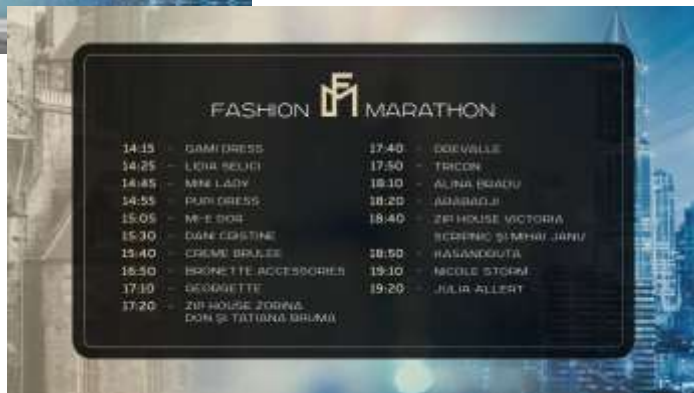 FASHION FM MARATHON
14:15 - GAMI DRESS
14:25 - LIDIA SELICI
14:45 - MINI LADY
14:55 - PUPI DRESS
15:05 - MI-E DOR
15:30 - DANI CRISTINE
15:40 - CREME BRULEE
16:50 - BRONETTE ACCESSORIES
17:10 - GEORGETTE
17:20 - ZIP HOUSE ZORINA
DON ȘI TATIANA BRUMA
17:40 -
17:50 - TRICON
18:10 - ALINA BRADU
18:20 - ARABADJI
18:40 - ZIP HOUSE VICTORIA
SCRIPNIC ȘI MIHAI JANU
18:50 - KASANDRUTA
19:10 - NICOLE STORM
19:20 - JULIA ALLERT